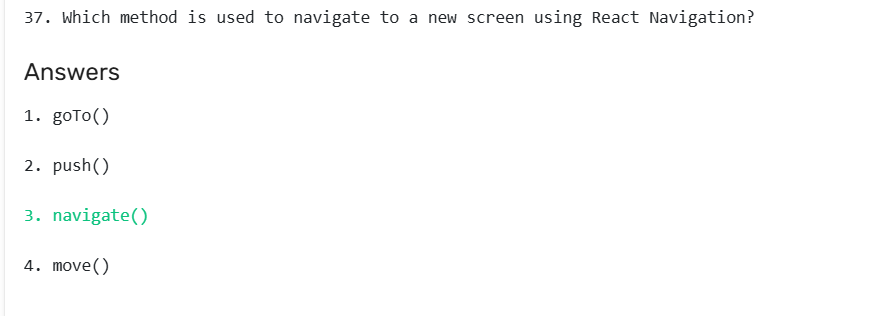 37. Which method is used to navigate to a new screen using React Navigation?
Answers
1. goTo()
2. push()
3. navigate()
4. move()